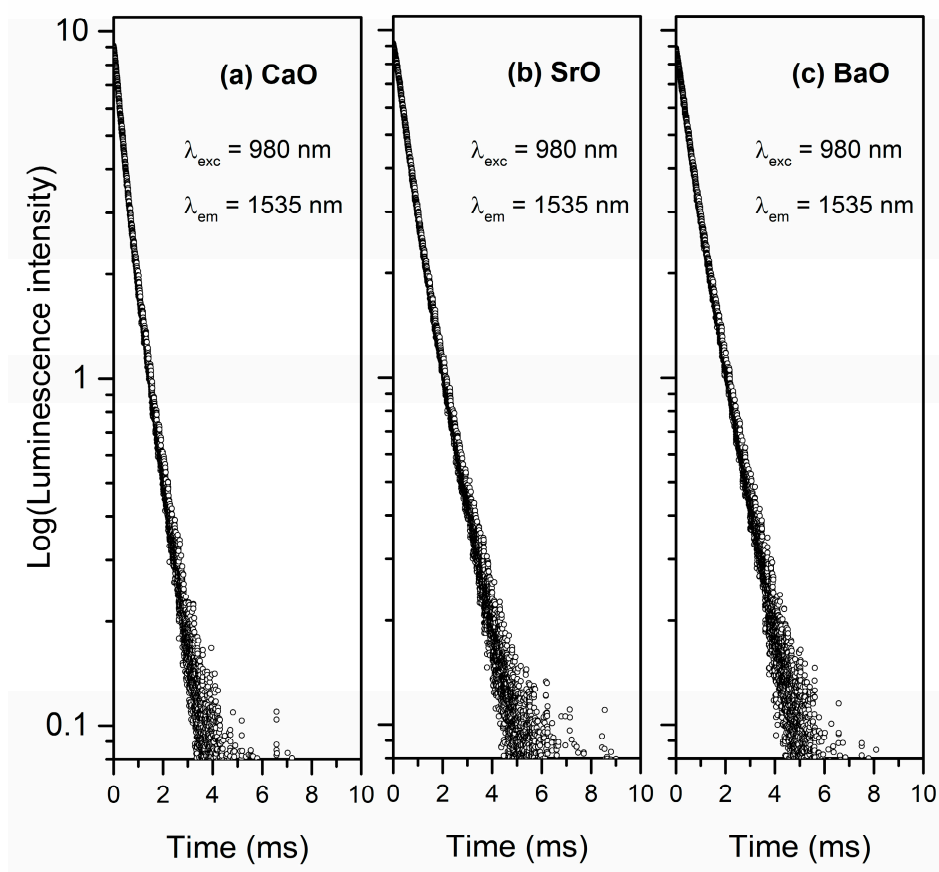 10
1
0.1
Log(Luminescence intensity)
(a) CaO
λexc = 980 nm
λem = 1535 nm
0 2 4 6 8 10
Time (ms)
(b) SrO
λexc = 980 nm
λem = 1535 nm
0 2 4 6 8 10
Time (ms)
(c) BaO
λexc = 980 nm
λem = 1535 nm
0 2 4 6 8 10
Time (ms)